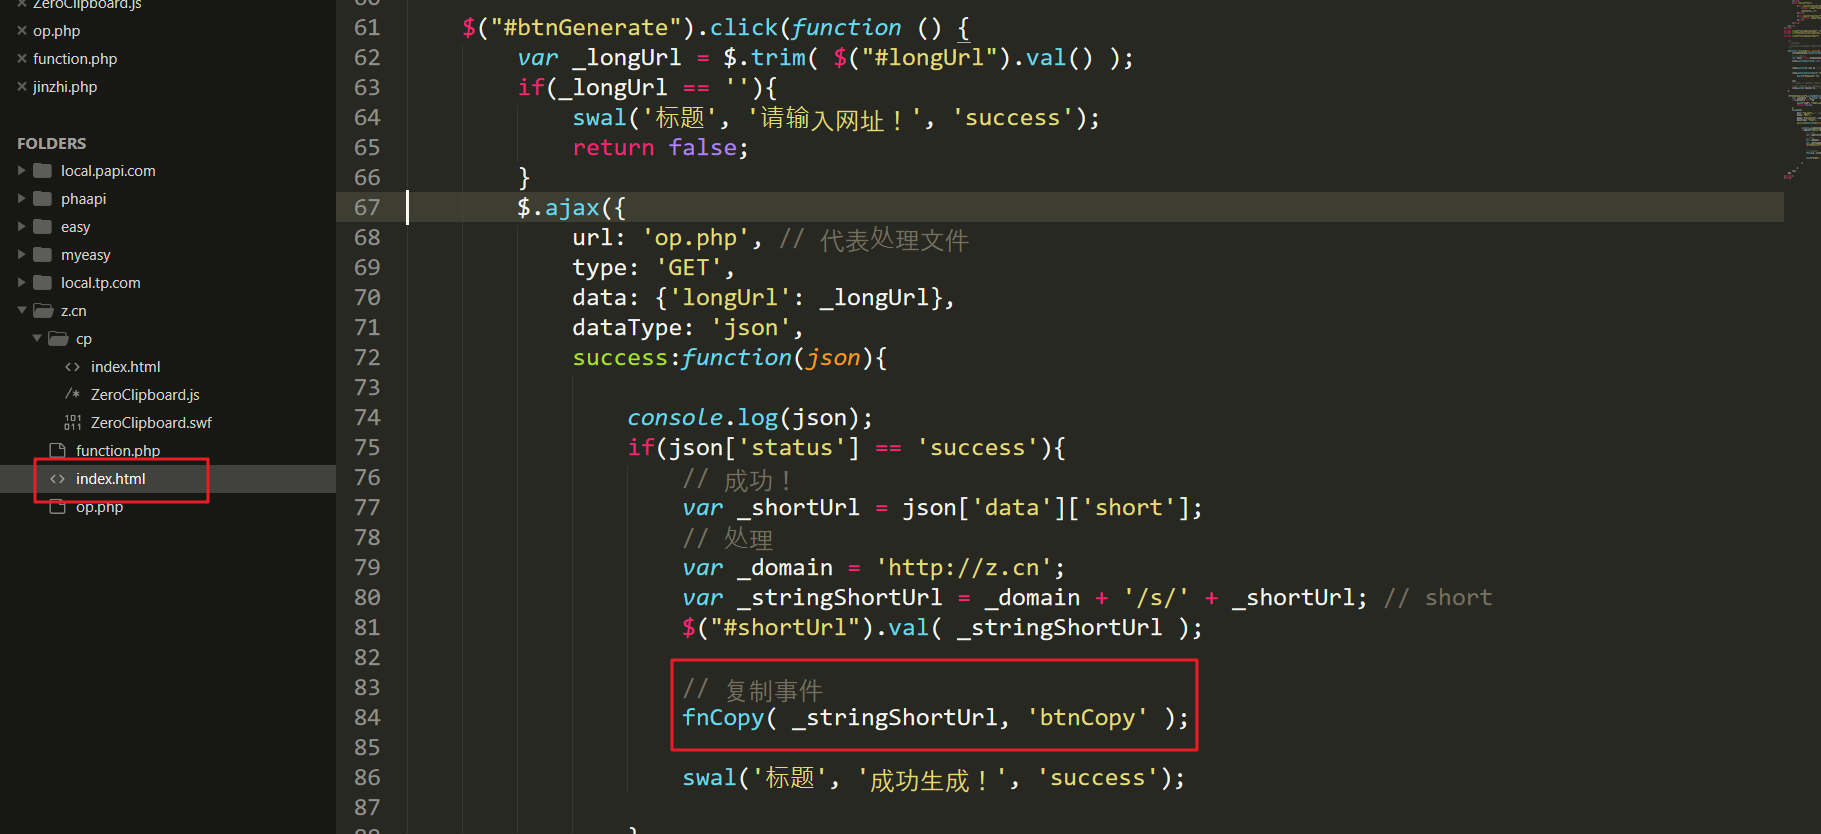 ZeroClipboard.js
op.php
function.php
jinzhi.php
FOLDERS
local.papi.com
phaapi
easy
myeasy
local.tp.com
z.cn
cp
index.html
ZeroClipboard.js
ZeroClipboard.swf
function.php
index.html
op.php
61 $("#btnGenerate").click(function () {
62 var _longUrl = $.trim( $("#longUrl").val() );
63 if(_longUrl == ''){
64 swal('标题', '请输入网址！', 'success');
65 return false;
66 }
67 $.ajax({
68 url: 'op.php', // 代表处理文件
69 type: 'GET',
70 data: {'longUrl': _longUrl},
71 dataType: 'json',
72 success:function(json){
73
74 console.log(json);
75 if(json['status'] == 'success'){
76 // 成功！
77 var _shortUrl = json['data']['short'];
78 // 处理
79 var _domain = 'http://z.cn';
80 var _stringShortUrl = _domain + '/s/' + _shortUrl; // short
81 $("#shortUrl").val( _stringShortUrl );
82
83 // 复制事件
84 fnCopy( _stringShortUrl, 'btnCopy' );
85
86 swal('标题', '成功生成！', 'success');
87